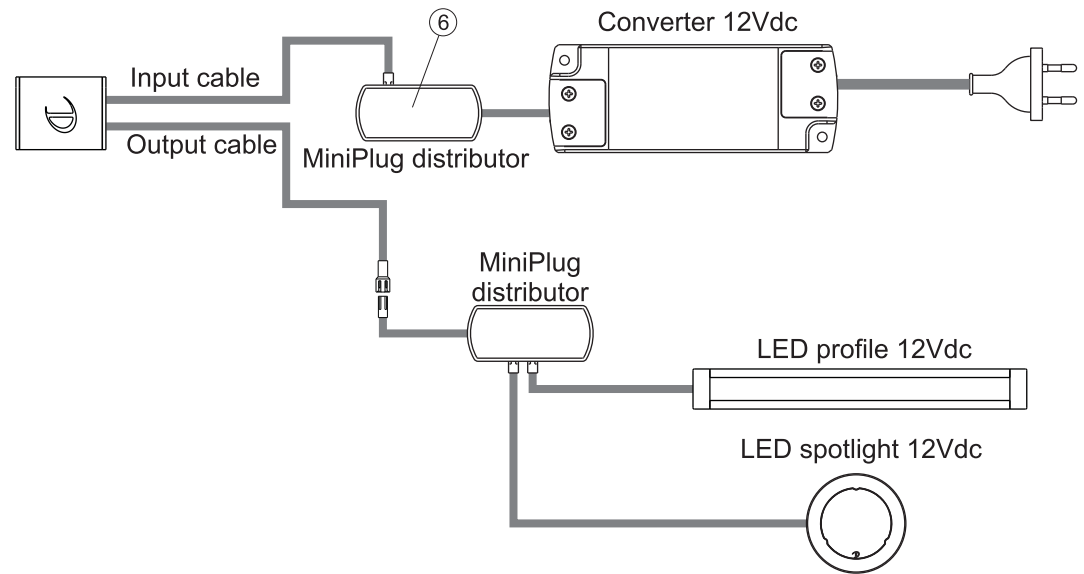 6
Converter 12Vdc
Input cable
Output cable
MiniPlug distributor
MiniPlug
distributor
LED profile 12Vdc
LED spotlight 12Vdc